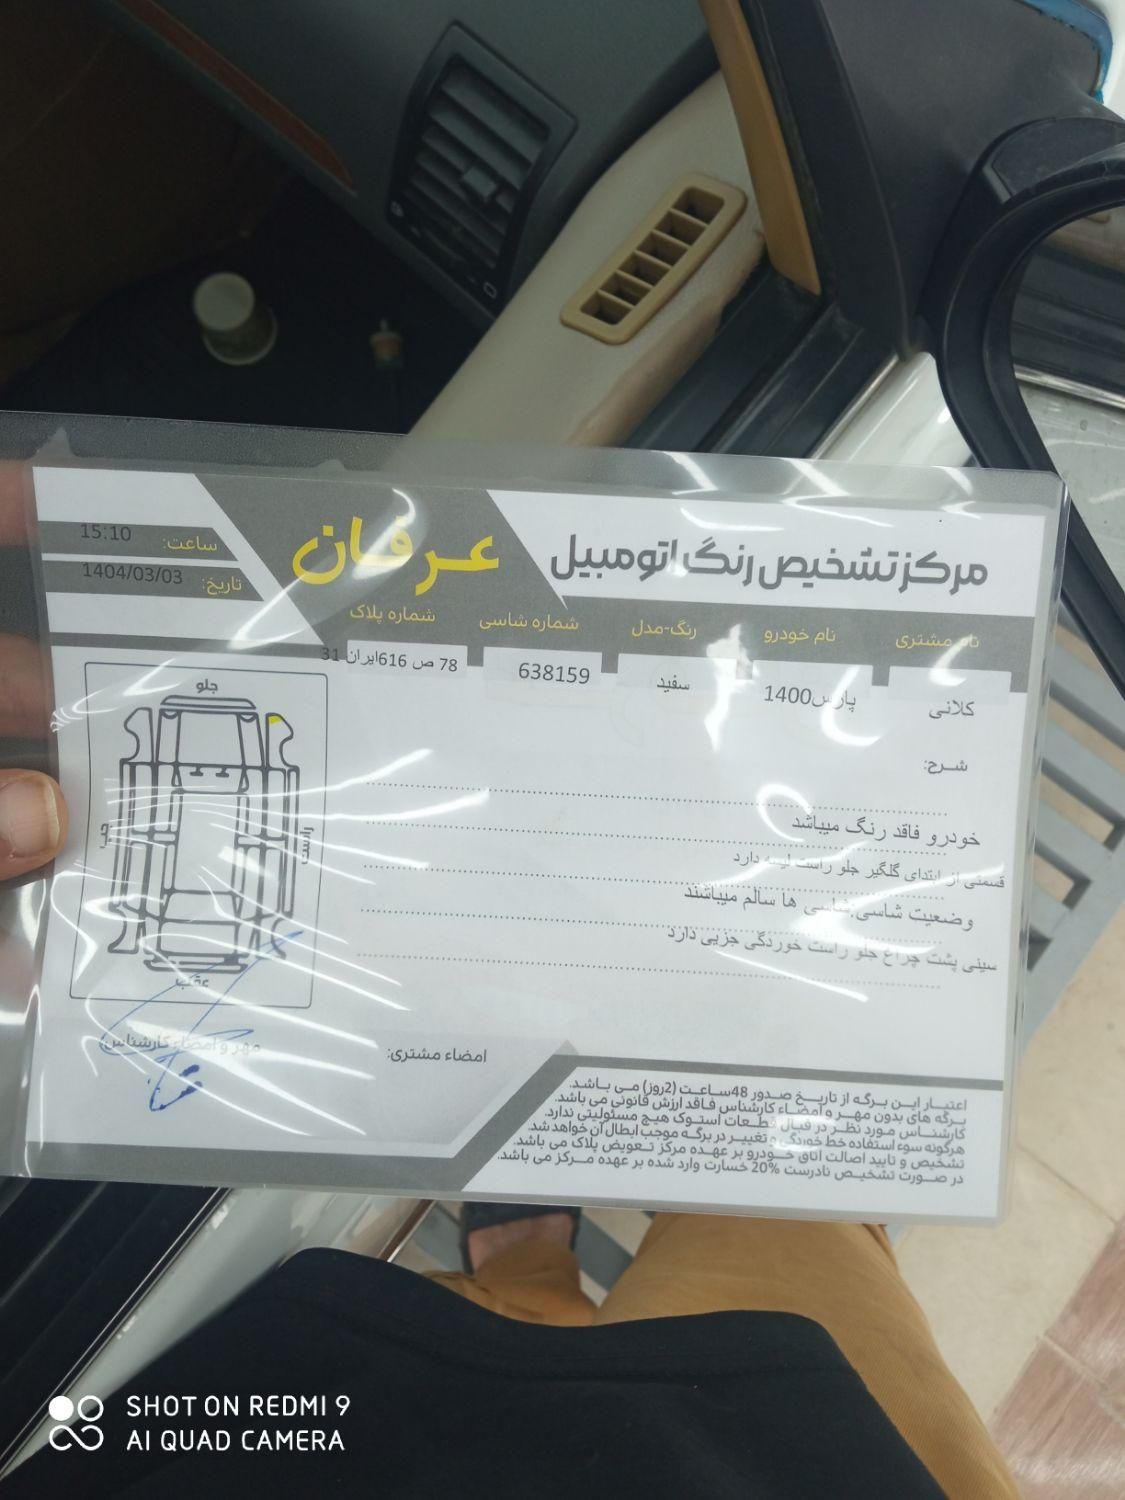 مرکز تشخیص رنگ اتومبیل عرفان
ساعت: 15:10
تاریخ: 1404/03/03
نام مشتری نام خودرو رنگ-مدل شماره شاسی شماره پلاک
کلانی پارس1400 سفید 638159 78 ص 616ایران 31
جلو
راست
عقب
شرح:
خودرو فاقد رنگ میباشد
قسمتی از ابتدای گلگیر جلو راست لیسه دارد
وضعیت شاسی:شاسی ها سالم میباشند
سینی پشت چراغ جلو راست خوردگی جزیی دارد
امضاء مشتری:
مهر و امضاء کارشناس:
اعتبار این برگه از تاریخ صدور 48ساعت (2روز) می باشد.
برگه های بدون مهر و امضاء کارشناس فاقد ارزش قانونی می باشد.
کارشناس مورد نظر در قبال قطعات استوک هیچ مسئولیتی ندارد.
هرگونه سوء استفاده خط خوردگی و تغییر در برگه موجب ابطال آن خواهد شد.
تشخیص و تایید اصالت اتاق خودرو بر عهده مرکز تعویض پلاک می باشد.
در صورت تشخیص نادرست 20% خسارت وارد شده بر عهده مرکز می باشد.
SHOT ON REDMI 9
AI QUAD CAMERA